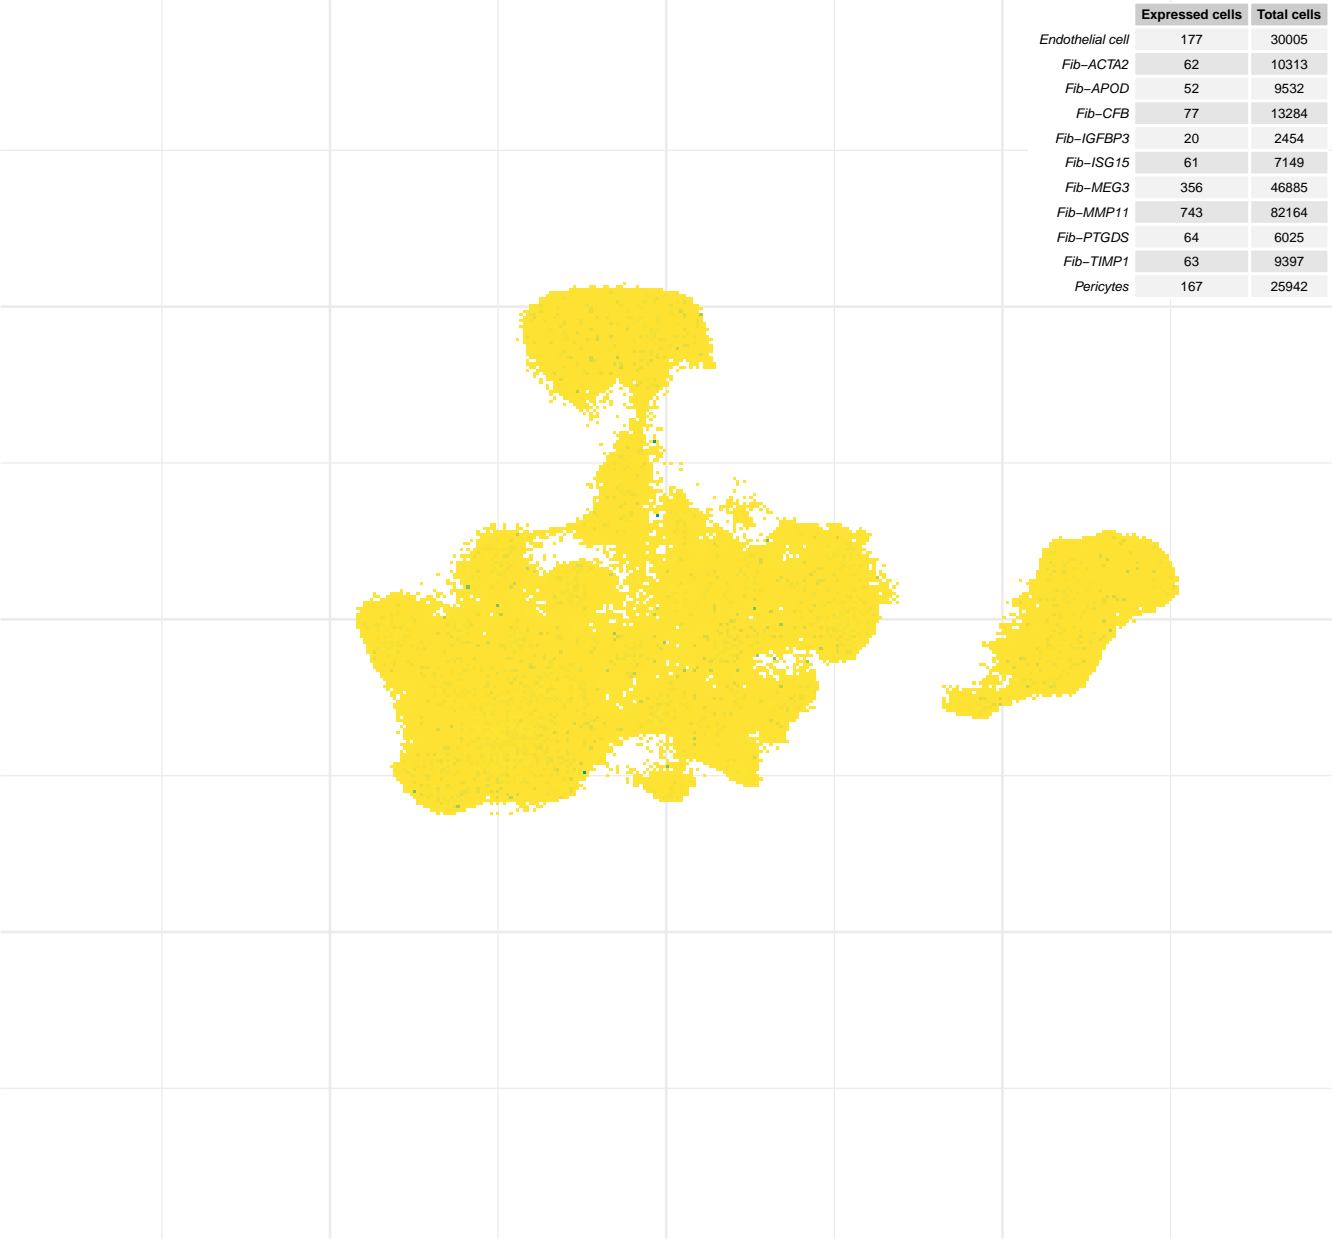 Expressed cells Total cells
Endothelial cell 177 30005
Fib−ACTA2 62 10313
Fib−APOD 52 9532
Fib−CFB 77 13284
Fib−IGFBP3 20 2454
Fib−ISG15 61 7149
Fib−MEG3 356 46885
Fib−MMP11 743 82164
Fib−PTGDS 64 6025
Fib−TIMP1 63 9397
Pericytes 167 25942